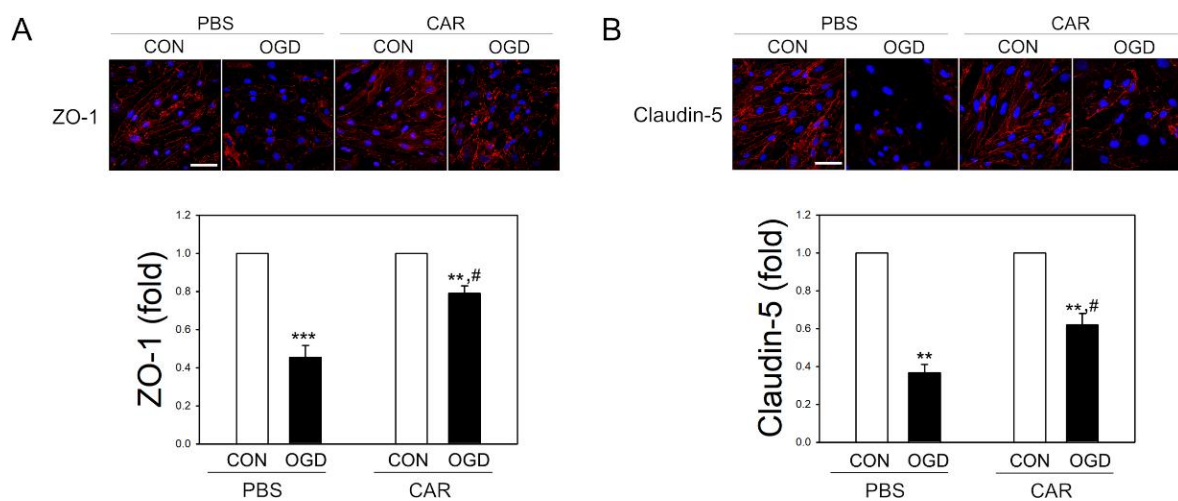 A
PBS
CAR
CON
OGD
CON
OGD
ZO-1
ZO-1 (fold)
1.2
1.0
0.8
0.6
0.4
0.2
0.0
***
**,#
CON
OGD
CON
OGD
PBS
CAR
B
PBS
CAR
CON
OGD
CON
OGD
Claudin-5
Claudin-5 (fold)
1.2
1.0
0.8
0.6
0.4
0.2
0.0
**
**,#
CON
OGD
CON
OGD
PBS
CAR